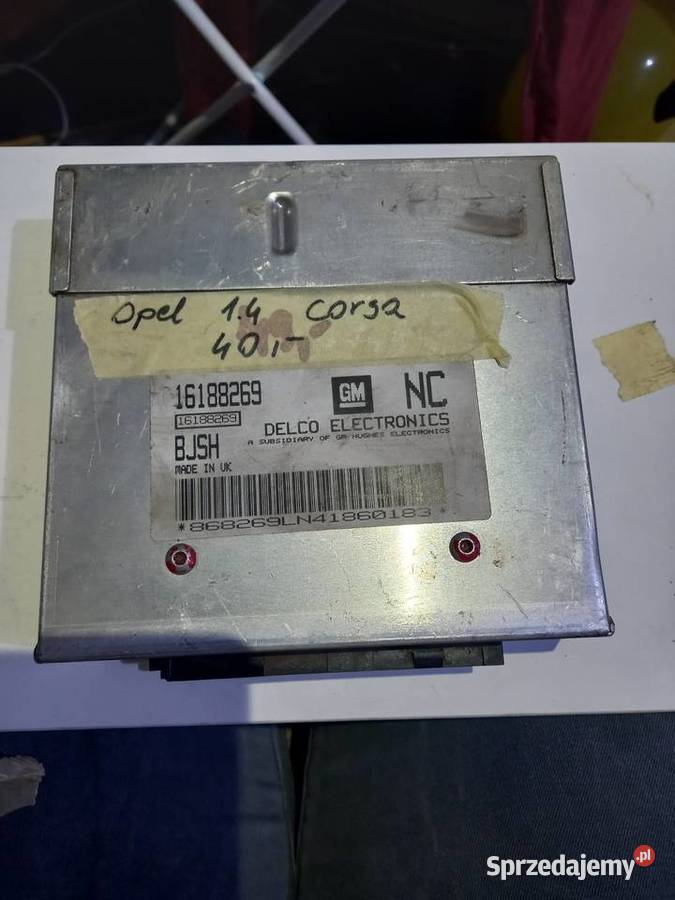 Opel 1.4 Corsa
40,-
16188269 GM NC
16188269
DELCO ELECTRONICS
A SUBSIDIARY OF GM HUGHES ELECTRONICS
BJSH
MADE IN UK
*868269LN41860183*
Sprzedajemy.pl